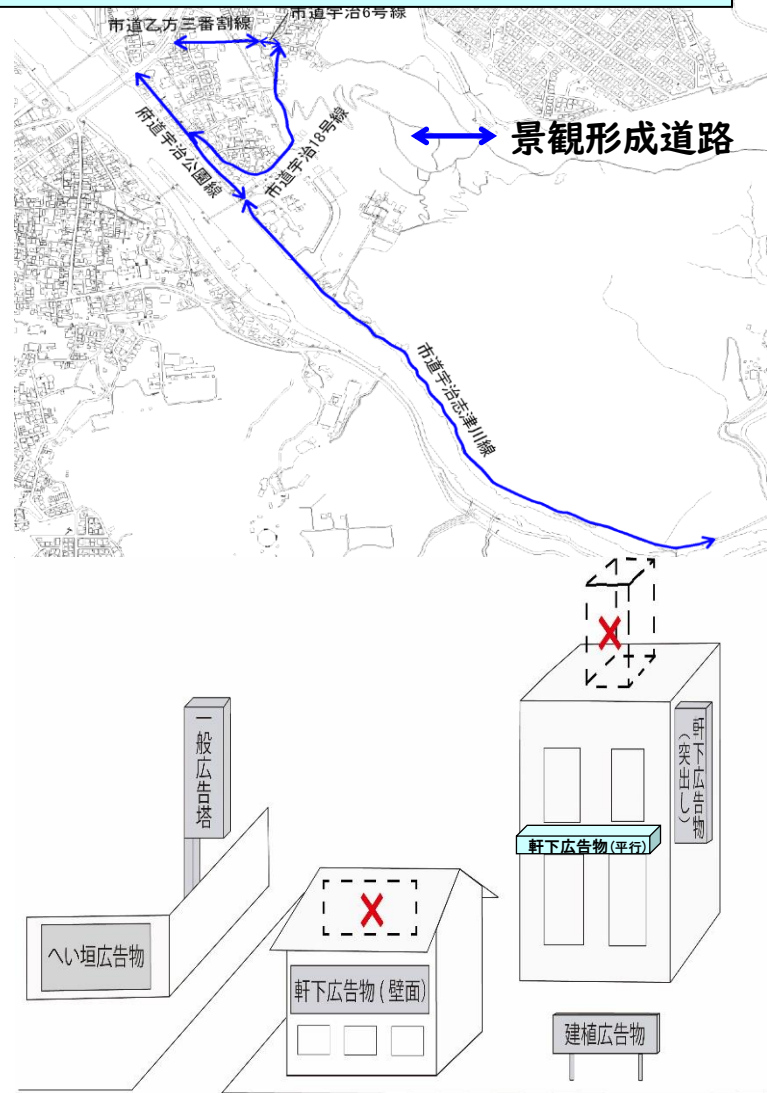 市道乙方三番割線
市道宇治6号線
府道宇治公園線
市道宇治18号線
景観形成道路
市道宇治志津川線
一般広告塔
軒下広告物
(突出し)
軒下広告物(平行)
へい垣広告物
軒下広告物(壁面)
建植広告物